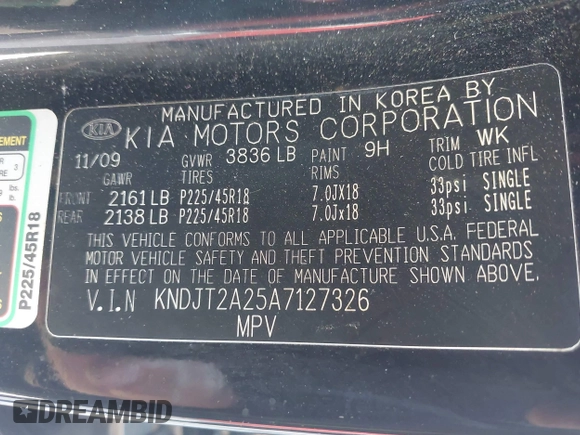 MANUFACTURED IN KOREA BY
KIA KIA MOTORS CORPORATION
11/09 GVWR 3836 LB PAINT 9H TRIM WK
GAWR TIRES RIMS COLD TIRE INFL
FRONT 2161 LB P225/45R18 7.0JX18 33psi SINGLE
REAR 2138 LB P225/45R18 7.0Jx18 33psi SINGLE
THIS VEHICLE CONFORMS TO ALL APPLICABLE U.S.A. FEDERAL
MOTOR VEHICLE SAFETY AND THEFT PREVENTION STANDARDS
IN EFFECT ON THE DATE OF MANUFACTURE SHOWN ABOVE.
V.I.N KNDJT2A25A7127326
MPV
P225/45R18
DREAMBID